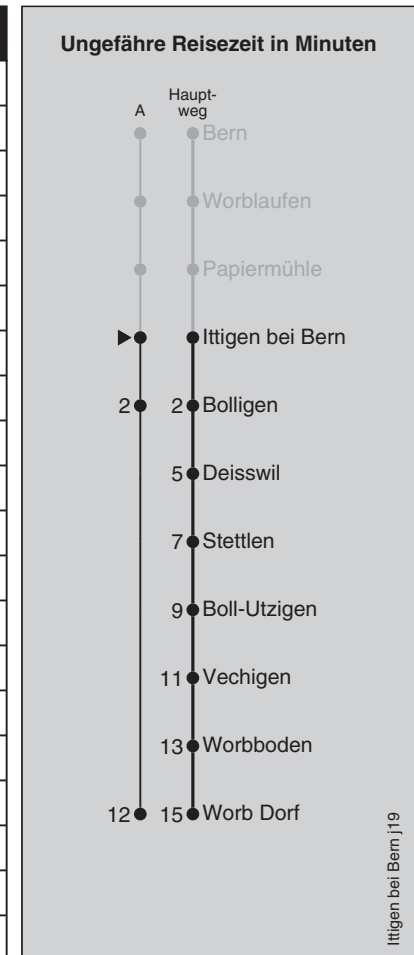 Ungefähre Reisezeit in Minuten
A Haupt-
weg
Bern
Worblaufen
Papiermühle
Ittigen bei Bern
2 2 Bolligen
5 Deisswil
7 Stettlen
9 Boll-Utzigen
11 Vechigen
13 Worbboden
12 15 Worb Dorf
Ittigen bei Bern j19